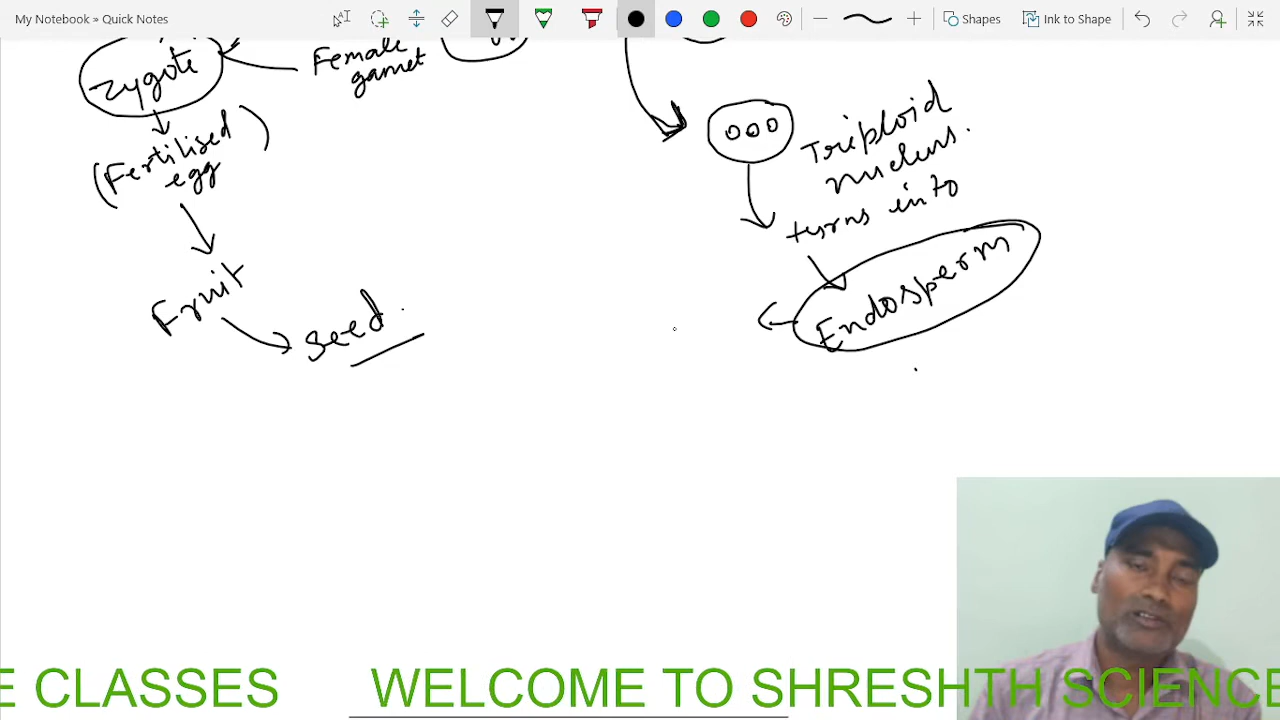 My Notebook » Quick Notes
Shapes
Ink to Shape
Zygote
Female
gamet
(Fertilised
egg)
Fruit
Seed.
Triploid
nucleus.
turns into
Endosperm
E CLASSES
WELCOME TO SHRESHTH SCIENCE